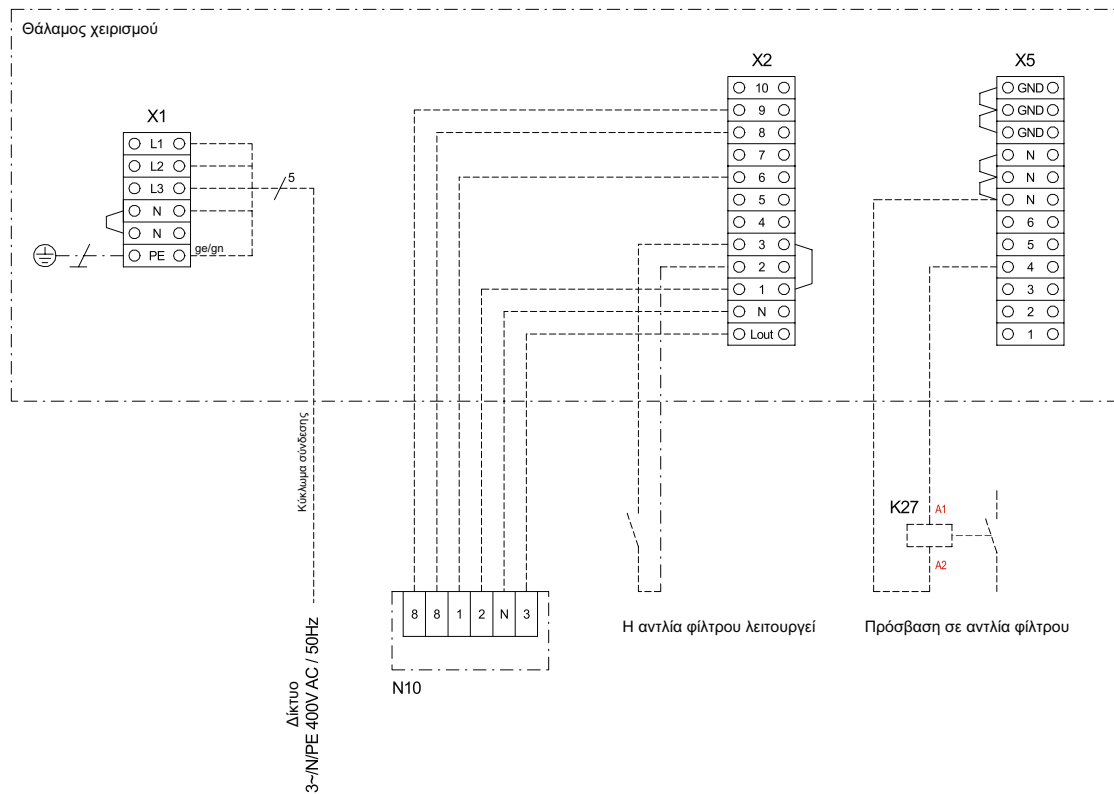 Θάλαμος χειρισμού
X1
L1
L2
L3
N
N
PE
ge/gn
5
X2
10
9
8
7
6
5
4
3
2
1
N
Lout
X5
GND
GND
GND
N
N
N
6
5
4
3
2
1
Κύκλωμα σύνδεσης
Δίκτυο
3~/N/PE 400V AC / 50Hz
8 8 1 2 N 3
N10
Η αντλία φίλτρου λειτουργεί
K27
A1
A2
Πρόσβαση σε αντλία φίλτρου